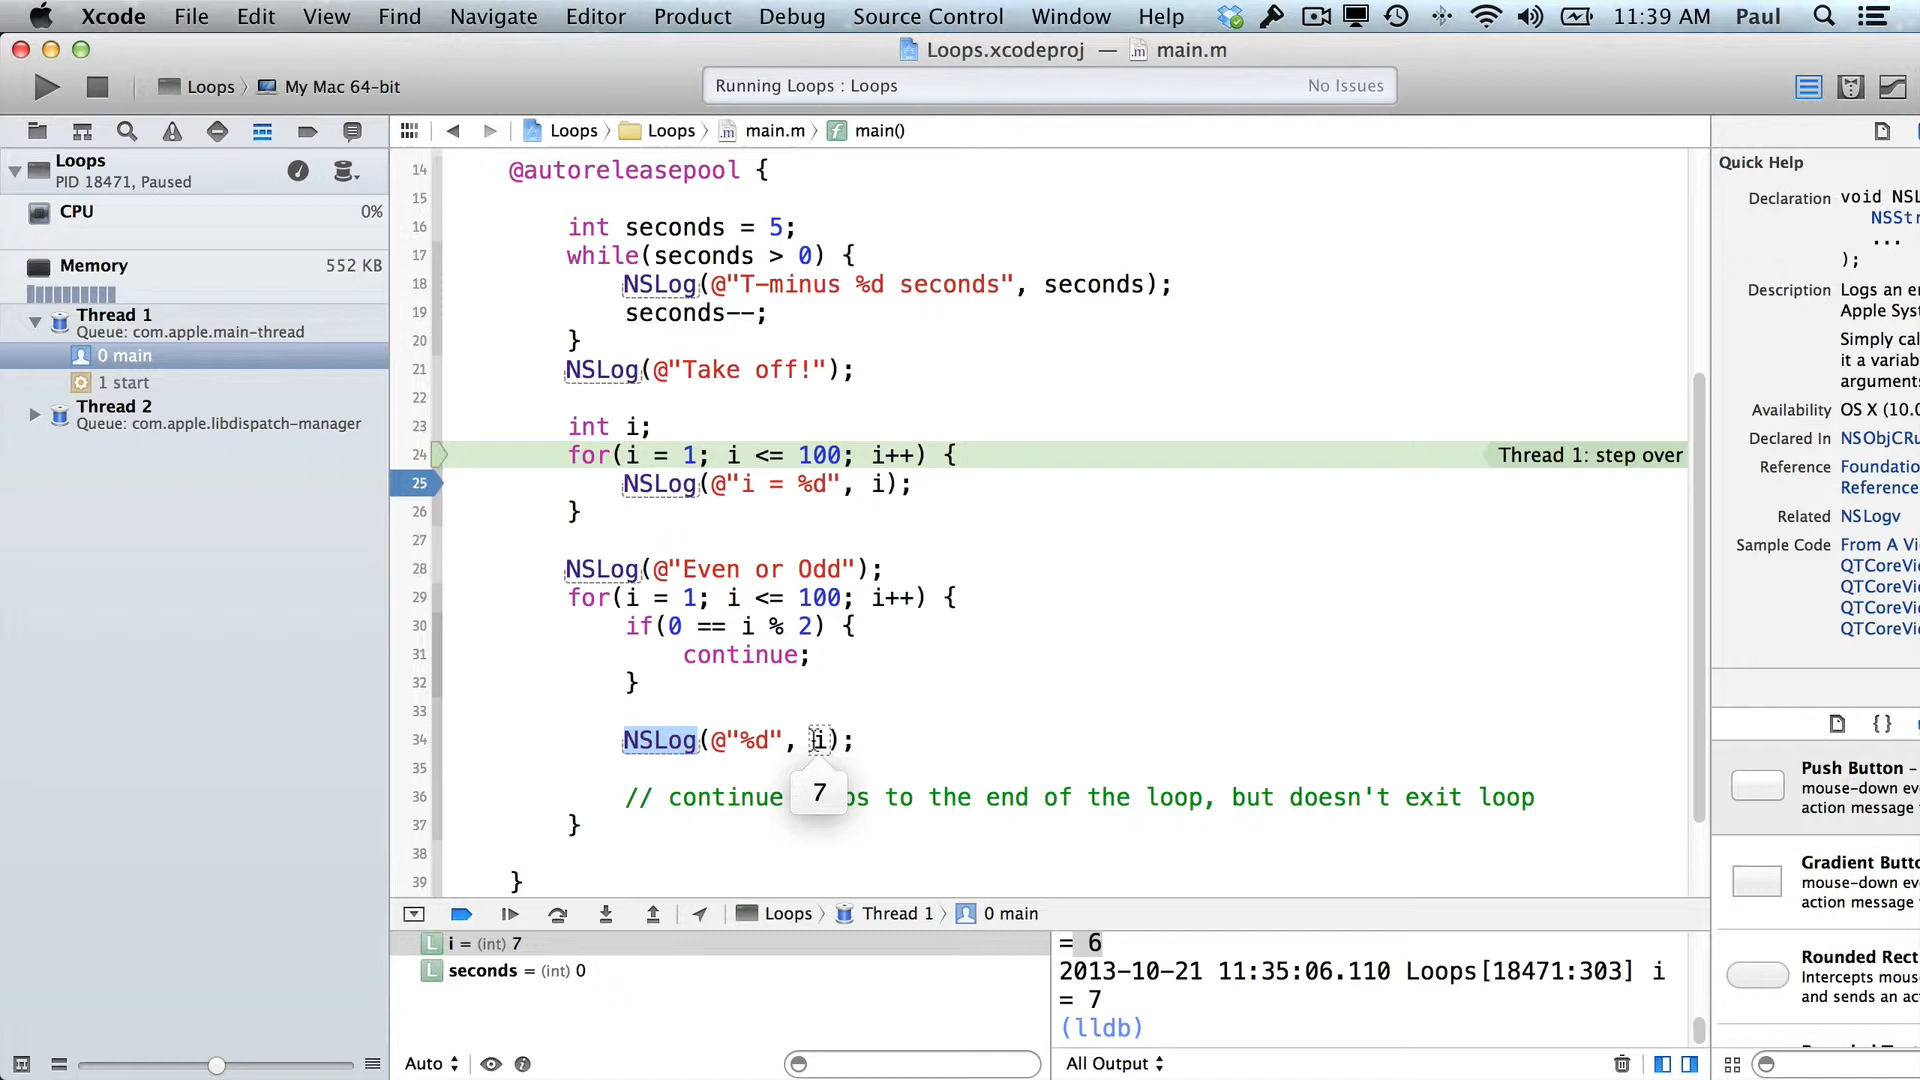 Xcode File Edit View Find Navigate Editor Product Debug Source Control Window Help 11:39 AM Paul
Loops.xcodeproj — main.m
Loops My Mac 64-bit
Running Loops : Loops No Issues
Loops Loops main.m main()
Loops
PID 18471, Paused
CPU 0%
Memory 552 KB
Thread 1
Queue: com.apple.main-thread
0 main
1 start
Thread 2
Queue: com.apple.libdispatch-manager
14 @autoreleasepool {
15
16 int seconds = 5;
17 while(seconds > 0) {
18 NSLog(@"T-minus %d seconds", seconds);
19 seconds--;
20 }
21 NSLog(@"Take off!");
22
23 int i;
24 for(i = 1; i <= 100; i++) { Thread 1: step over
25 NSLog(@"i = %d", i);
26 }
27
28 NSLog(@"Even or Odd");
29 for(i = 1; i <= 100; i++) {
30 if(0 == i % 2) {
31 continue;
32 }
33
34 NSLog(@"%d", i);
35
7
36 // continue to the end of the loop, but doesn't exit loop
37 }
38
39 }
Loops Thread 1 0 main
L i = (int) 7
L seconds = (int) 0
Auto
= 6
2013-10-21 11:35:06.110 Loops[18471:303] i
= 7
(lldb)
All Output
Quick Help
Declaration void NSL
NSStr
...
);
Description Logs an er
Apple Sys
Simply cal
it a variab
arguments
Availability OS X (10.0
Declared In NSObjCRu
Reference Foundatio
Reference
Related NSLogv
Sample Code From A Vi
QTCoreVi
QTCoreVi
QTCoreVi
QTCoreVi
{ }
Push Button –
mouse-down ev
action message
Gradient Butt
mouse-down ev
action message
Rounded Rect
Intercepts mous
and sends an ac